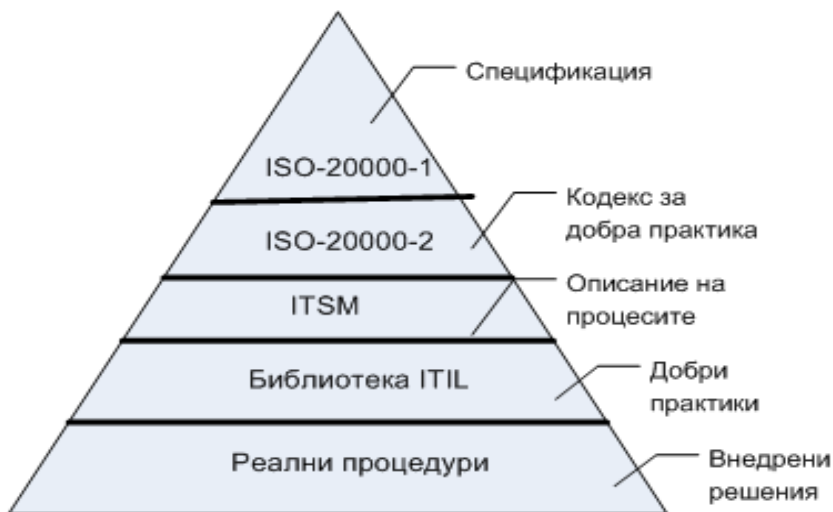 Спецификация
ISO-20000-1
Кодекс за
добра практика
ISO-20000-2
Описание на
процесите
ITSM
Добри
практики
Библиотека ITIL
Внедрени
решения
Реални процедури